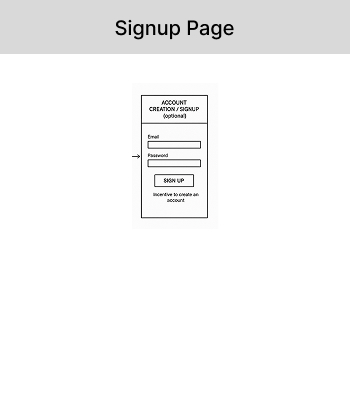 Signup Page
ACCOUNT
CREATION / SIGNUP
(optional)
Email
Password
SIGN UP
Incentive to create an
account